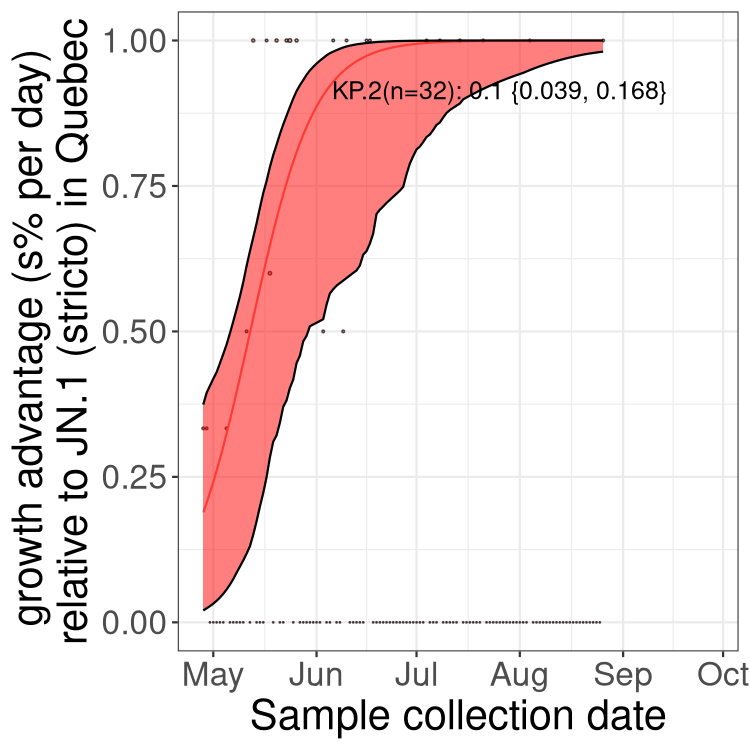 growth advantage (s% per day)
relative to JN.1 (stricto) in Quebec
1.00
0.75
0.50
0.25
0.00
KP.2(n=32): 0.1 {0.039, 0.168}
May Jun Jul Aug Sep Oct
Sample collection date